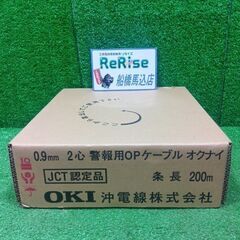 ReRise
船橋馬込店
0.9mm 2心 警報用OPケーブル オクナイ
JCT認定品
条長 200m
OKI 沖電線株式会社